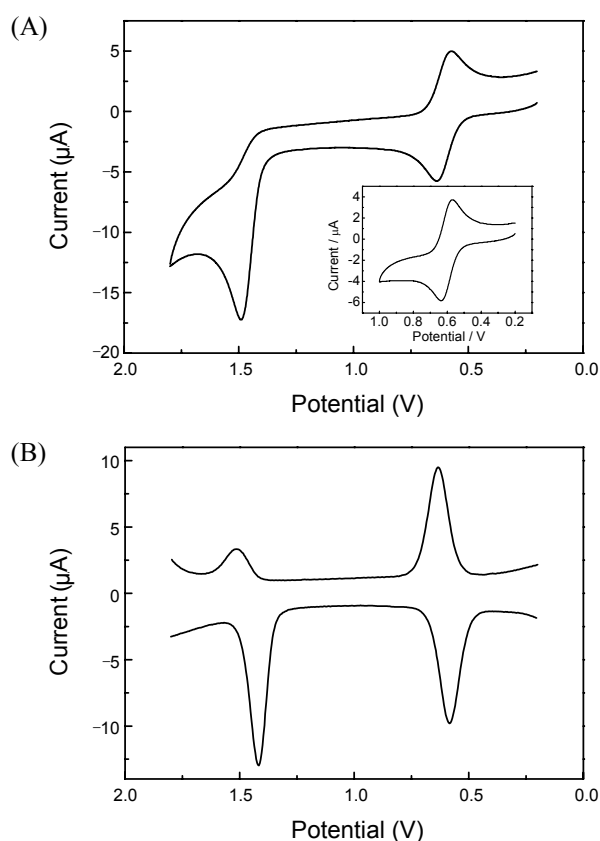 (A)
5
0
−5
−10
−15
−20
Current (µA)
2.0 1.5 1.0 0.5 0.0
Potential (V)
4
2
0
-2
-4
-6
Current / µA
1.0 0.8 0.6 0.4 0.2
Potential / V
(B)
10
5
0
−5
−10
Current (µA)
2.0 1.5 1.0 0.5 0.0
Potential (V)